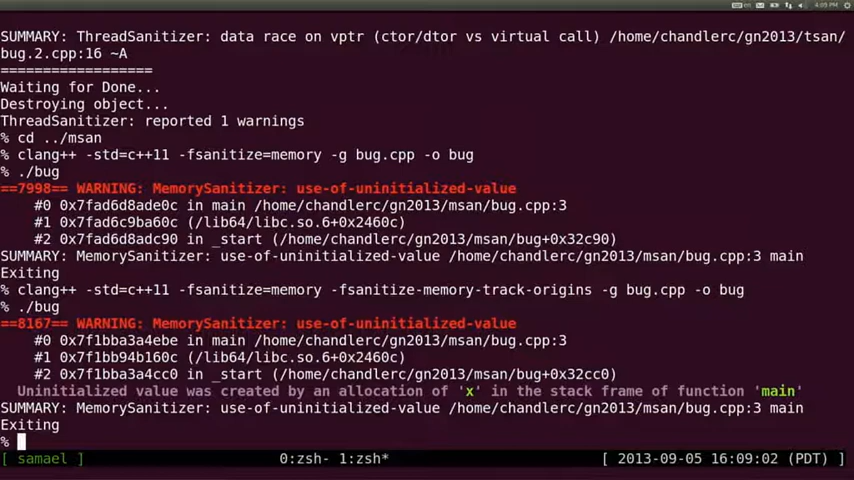 en 4:09 PM
SUMMARY: ThreadSanitizer: data race on vptr (ctor/dtor vs virtual call) /home/chandlerc/gn2013/tsan/
bug.2.cpp:16 ~A
==================
Waiting for Done...
Destroying object...
ThreadSanitizer: reported 1 warnings
% cd ../msan
% clang++ -std=c++11 -fsanitize=memory -g bug.cpp -o bug
% ./bug
==7998== WARNING: MemorySanitizer: use-of-uninitialized-value
#0 0x7fad6d8ade0c in main /home/chandlerc/gn2013/msan/bug.cpp:3
#1 0x7fad6c9ba60c (/lib64/libc.so.6+0x2460c)
#2 0x7fad6d8adc90 in _start (/home/chandlerc/gn2013/msan/bug+0x32c90)
SUMMARY: MemorySanitizer: use-of-uninitialized-value /home/chandlerc/gn2013/msan/bug.cpp:3 main
Exiting
% clang++ -std=c++11 -fsanitize=memory -fsanitize-memory-track-origins -g bug.cpp -o bug
% ./bug
==8167== WARNING: MemorySanitizer: use-of-uninitialized-value
#0 0x7f1bba3a4ebe in main /home/chandlerc/gn2013/msan/bug.cpp:3
#1 0x7f1bb94b160c (/lib64/libc.so.6+0x2460c)
#2 0x7f1bba3a4cc0 in _start (/home/chandlerc/gn2013/msan/bug+0x32cc0)
Uninitialized value was created by an allocation of 'x' in the stack frame of function 'main'
SUMMARY: MemorySanitizer: use-of-uninitialized-value /home/chandlerc/gn2013/msan/bug.cpp:3 main
Exiting
%
[ samael ] 0:zsh- 1:zsh* [ 2013-09-05 16:09:02 (PDT) ]